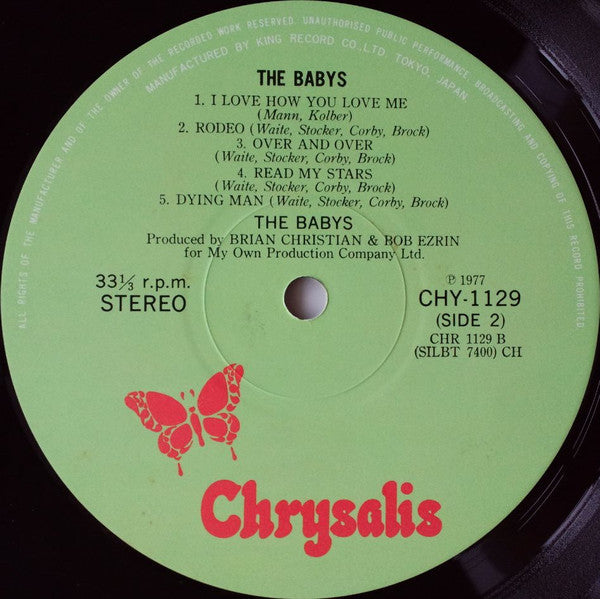 ALL RIGHTS OF THE MANUFACTURER AND OF THE OWNER OF THE RECORDED WORK RESERVED. UNAUTHORISED PUBLIC PERFORMANCE, BROADCASTING AND COPYING OF THIS RECORD PROHIBITED.
MANUFACTURED BY KING RECORD CO., LTD. TOKYO, JAPAN.
THE BABYS
1. I LOVE HOW YOU LOVE ME
(Mann, Kolber)
2. RODEO (Waite, Stocker, Corby, Brock)
3. OVER AND OVER
(Waite, Stocker, Corby, Brock)
4. READ MY STARS
(Waite, Stocker, Corby, Brock)
5. DYING MAN (Waite, Stocker, Corby, Brock)
THE BABYS
Produced by BRIAN CHRISTIAN & BOB EZRIN
for My Own Production Company Ltd.
33⅓ r.p.m.
STEREO
℗ 1977
CHY-1129
(SIDE 2)
CHR 1129 B
(SILBT 7400) CH
Chrysalis